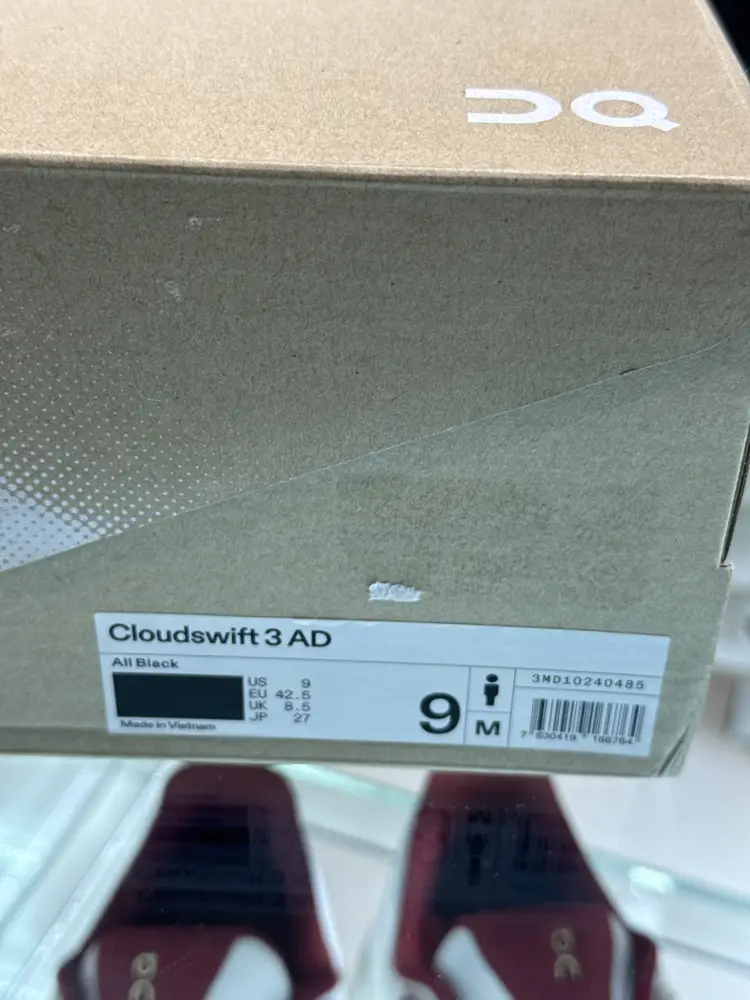 ON
Cloudswift 3 AD
All Black
US 9
EU 42.5
UK 8.5
JP 27
Made in Vietnam
9
M
3MD10240485